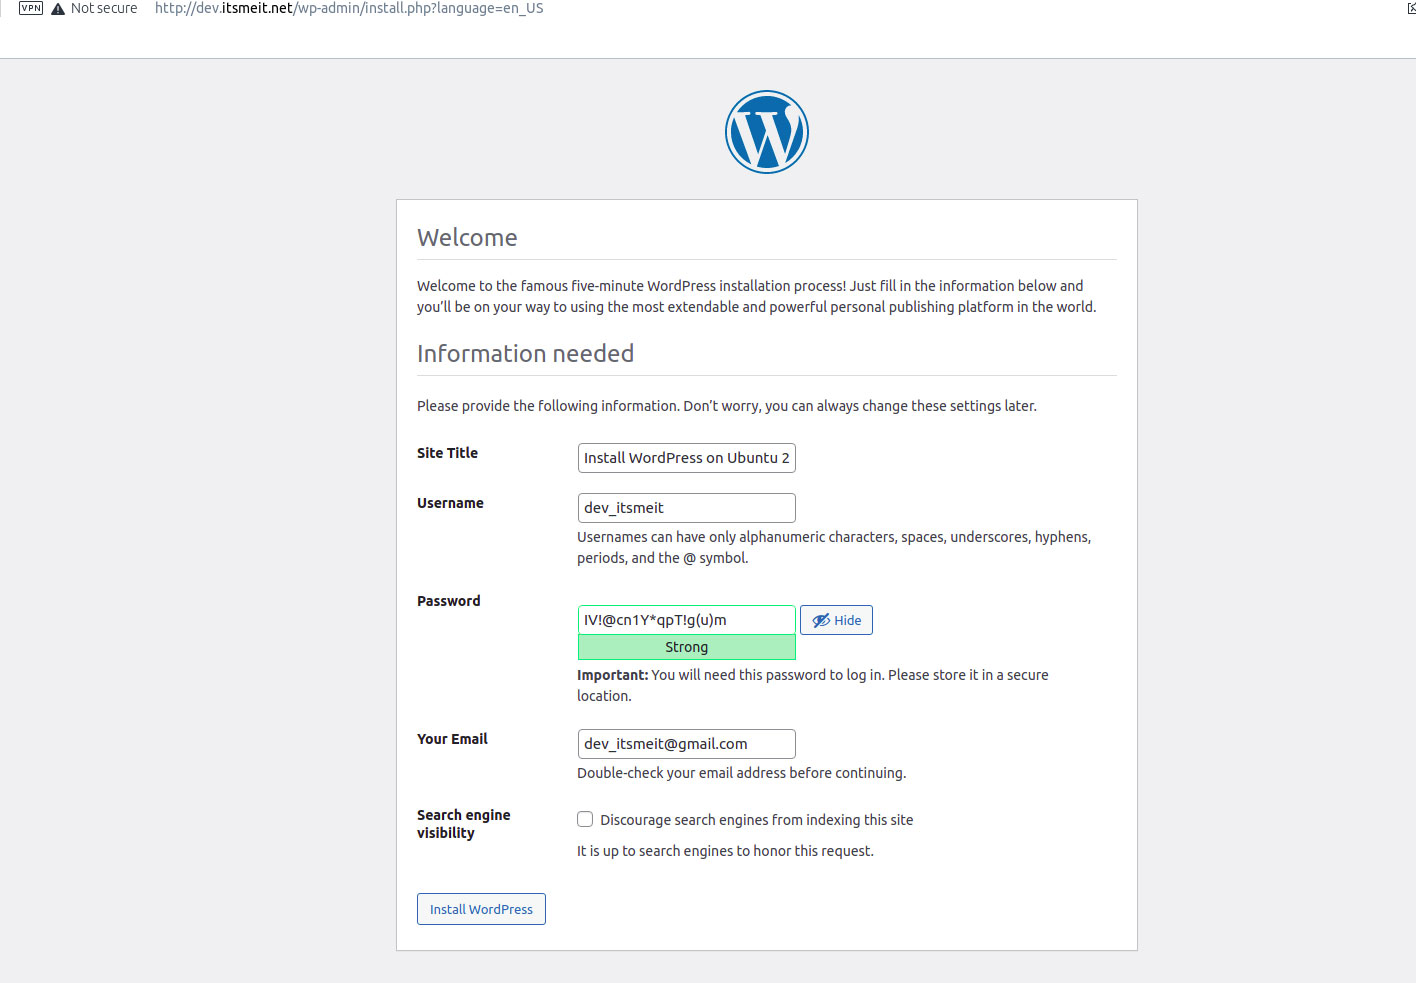 VPN Not secure http://dev.itsmeit.net/wp-admin/install.php?language=en_US
Welcome
Welcome to the famous five-minute WordPress installation process! Just fill in the information below and
you’ll be on your way to using the most extendable and powerful personal publishing platform in the world.
Information needed
Please provide the following information. Don’t worry, you can always change these settings later.
Site Title
Install WordPress on Ubuntu 2
Username
dev_itsmeit
Usernames can have only alphanumeric characters, spaces, underscores, hyphens,
periods, and the @ symbol.
Password
IV!@cn1Y*qpT!g(u)m
Hide
Strong
Important: You will need this password to log in. Please store it in a secure
location.
Your Email
dev_itsmeit@gmail.com
Double-check your email address before continuing.
Search engine
visibility
Discourage search engines from indexing this site
It is up to search engines to honor this request.
Install WordPress